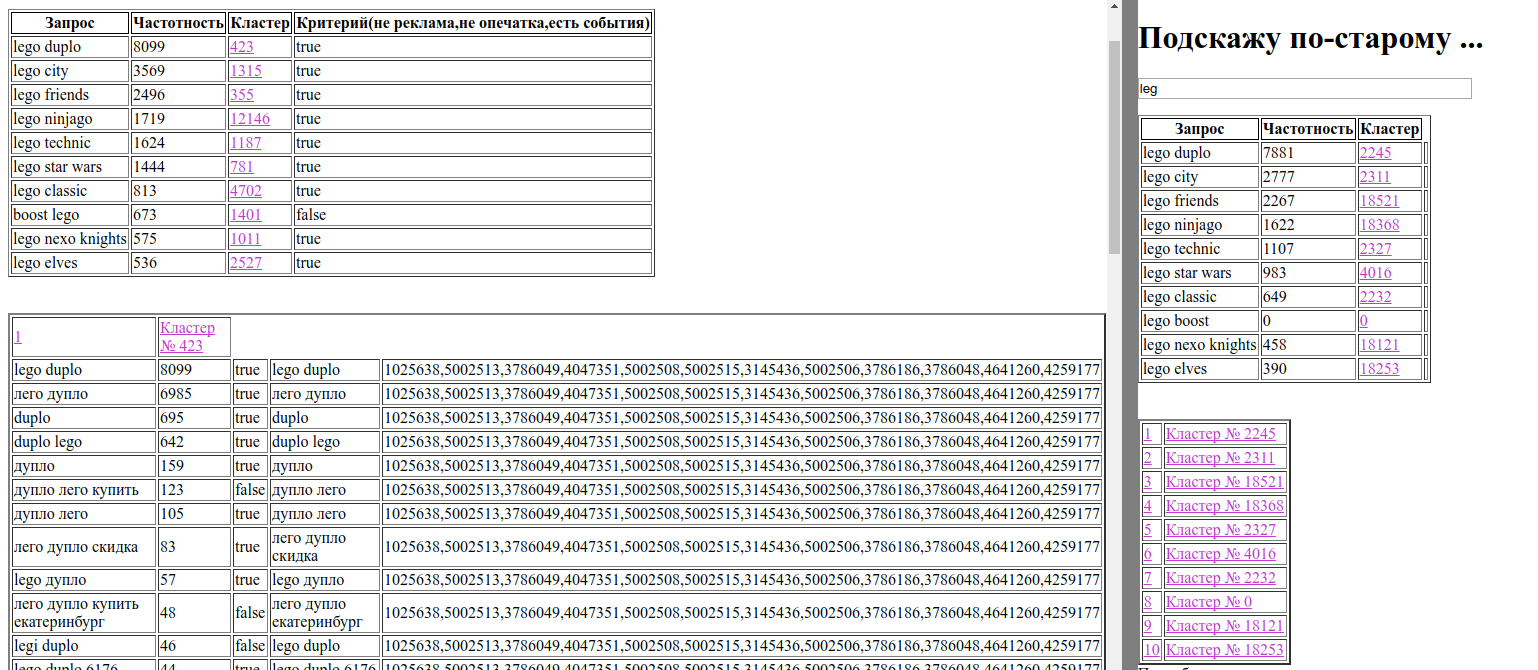 Запрос Частотность Кластер Критерий(не реклама,не опечатка,есть события)
lego duplo 8099 423 true
lego city 3569 1315 true
lego friends 2496 355 true
lego ninjago 1719 12146 true
lego technic 1624 1187 true
lego star wars 1444 781 true
lego classic 813 4702 true
boost lego 673 1401 false
lego nexo knights 575 1011 true
lego elves 536 2527 true
1 Кластер
№ 423
lego duplo 8099 true lego duplo 1025638,5002513,3786049,4047351,5002508,5002515,3145436,5002506,3786186,3786048,4641260,4259177
лего дупло 6985 true лего дупло 1025638,5002513,3786049,4047351,5002508,5002515,3145436,5002506,3786186,3786048,4641260,4259177
duplo 695 true duplo 1025638,5002513,3786049,4047351,5002508,5002515,3145436,5002506,3786186,3786048,4641260,4259177
duplo lego 642 true duplo lego 1025638,5002513,3786049,4047351,5002508,5002515,3145436,5002506,3786186,3786048,4641260,4259177
дупло 159 true дупло 1025638,5002513,3786049,4047351,5002508,5002515,3145436,5002506,3786186,3786048,4641260,4259177
дупло лего купить 123 false дупло лего 1025638,5002513,3786049,4047351,5002508,5002515,3145436,5002506,3786186,3786048,4641260,4259177
дупло лего 105 true дупло лего 1025638,5002513,3786049,4047351,5002508,5002515,3145436,5002506,3786186,3786048,4641260,4259177
лего дупло скидка 83 true лего дупло
скидка 1025638,5002513,3786049,4047351,5002508,5002515,3145436,5002506,3786186,3786048,4641260,4259177
lego дупло 57 true lego дупло 1025638,5002513,3786049,4047351,5002508,5002515,3145436,5002506,3786186,3786048,4641260,4259177
лего дупло купить
екатеринбург 48 false лего дупло
екатеринбург 1025638,5002513,3786049,4047351,5002508,5002515,3145436,5002506,3786186,3786048,4641260,4259177
legi duplo 46 false lego duplo 1025638,5002513,3786049,4047351,5002508,5002515,3145436,5002506,3786186,3786048,4641260,4259177
lego duplo 6176 44 true lego duplo 6176 1025638,5002513,3786049,4047351,5002508,5002515,3145436,5002506,3786186,3786048,4641260,4259177
Подскажу по-старому ...
leg
Запрос Частотность Кластер
lego duplo 7881 2245
lego city 2777 2311
lego friends 2267 18521
lego ninjago 1622 18368
lego technic 1107 2327
lego star wars 983 4016
lego classic 649 2232
lego boost 0 0
lego nexo knights 458 18121
lego elves 390 18253
1 Кластер № 2245
2 Кластер № 2311
3 Кластер № 18521
4 Кластер № 18368
5 Кластер № 2327
6 Кластер № 4016
7 Кластер № 2232
8 Кластер № 0
9 Кластер № 18121
10 Кластер № 18253